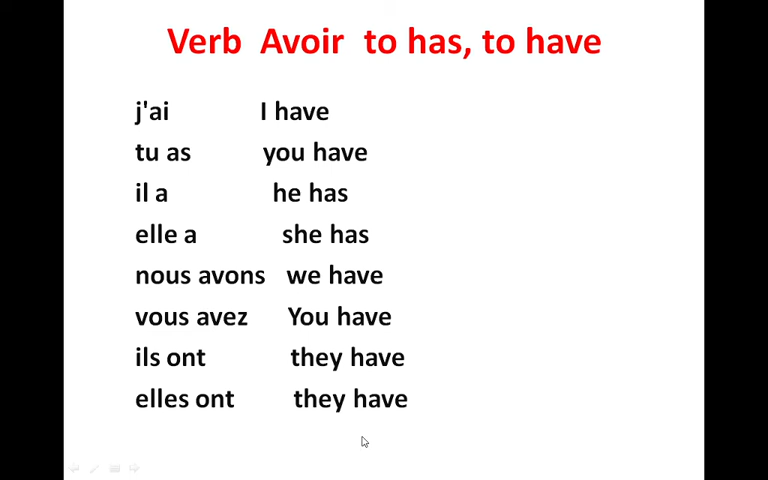 Verb Avoir to has, to have
j'ai I have
tu as you have
il a he has
elle a she has
nous avons we have
vous avez You have
ils ont they have
elles ont they have